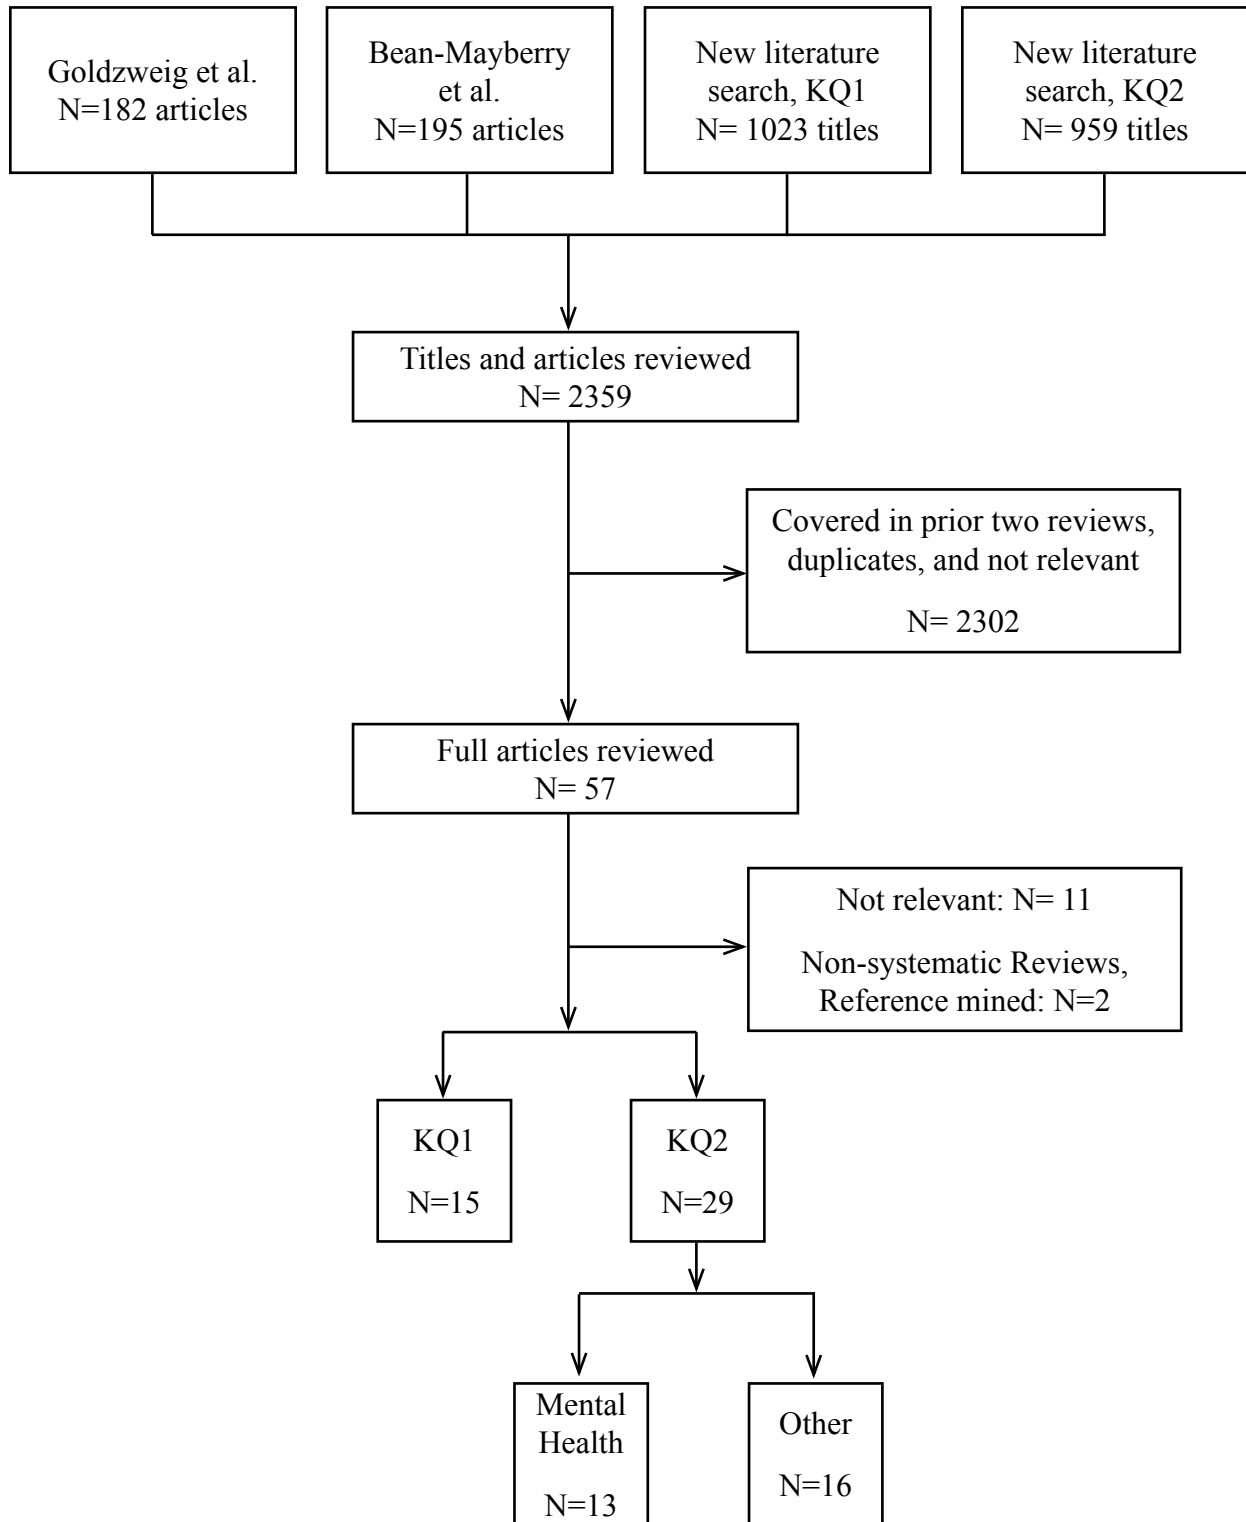 Goldzweig et al.
N=182 articles
Bean-Mayberry
et al.
N=195 articles
New literature
search, KQ1
N= 1023 titles
New literature
search, KQ2
N= 959 titles
Titles and articles reviewed
N= 2359
Covered in prior two reviews,
duplicates, and not relevant
N= 2302
Full articles reviewed
N= 57
Not relevant: N= 11
Non-systematic Reviews,
Reference mined: N=2
KQ1
N=15
KQ2
N=29
Mental
Health
N=13
Other
N=16